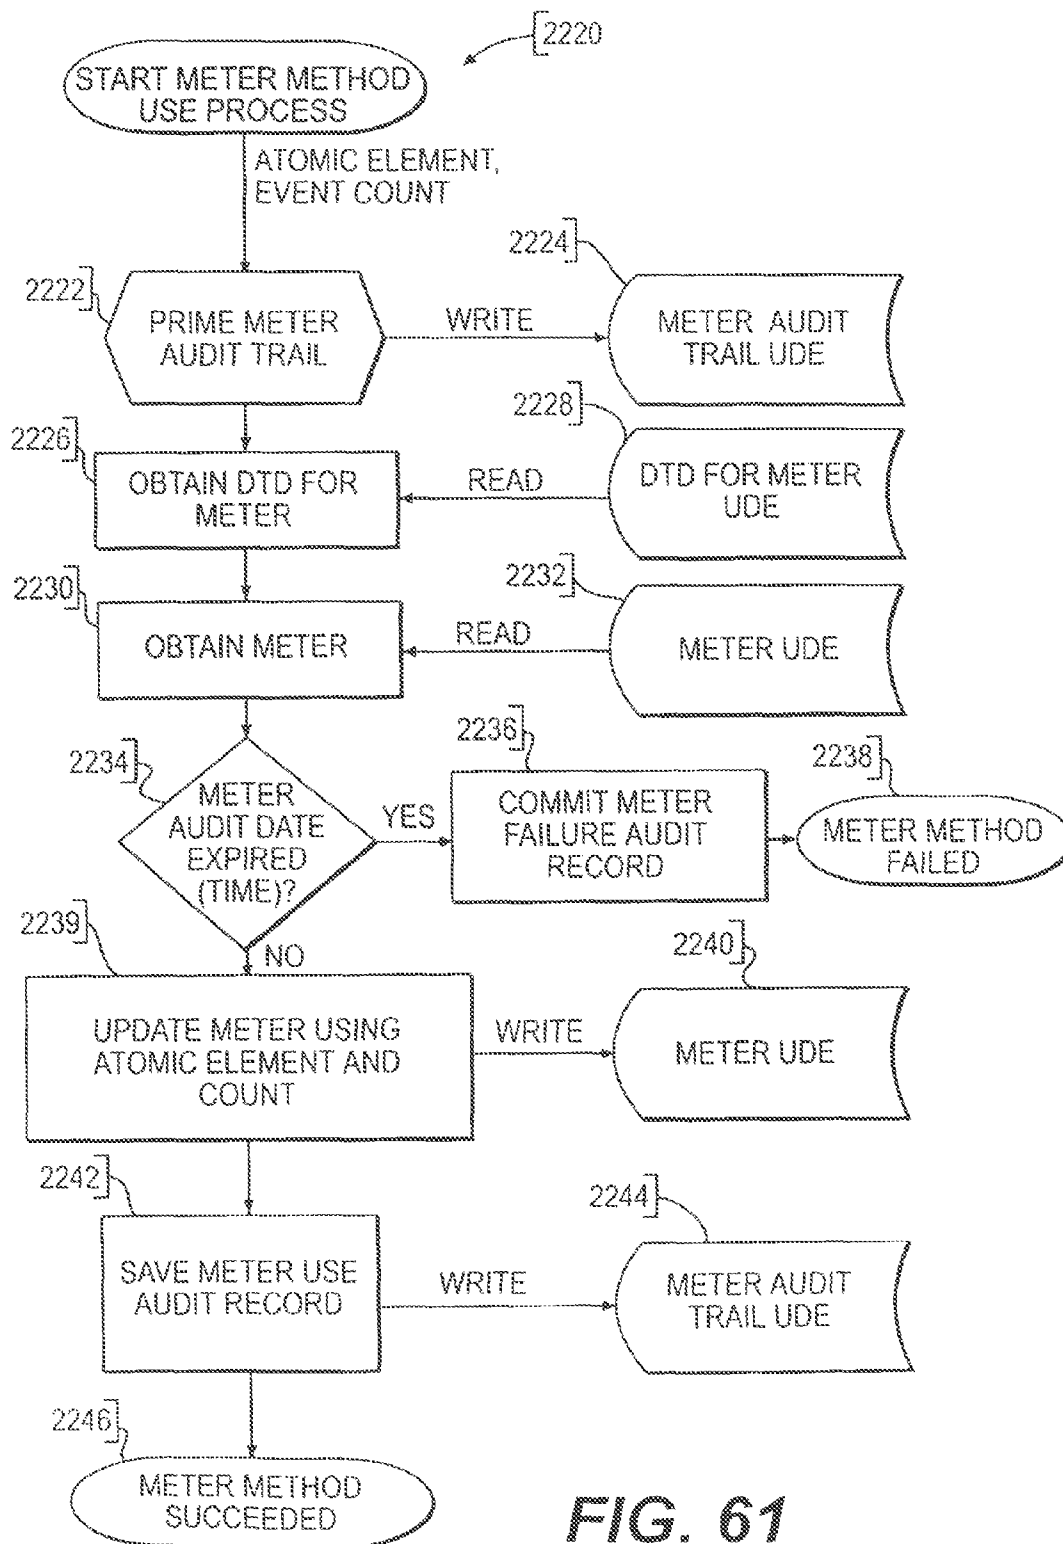 2220
START METER METHOD
USE PROCESS
ATOMIC ELEMENT,
EVENT COUNT
2222
PRIME METER
AUDIT TRAIL
WRITE
2224
METER AUDIT
TRAIL UDE
2226
OBTAIN DTD FOR
METER
READ
2228
DTD FOR METER
UDE
2230
OBTAIN METER
READ
2232
METER UDE
2234
METER
AUDIT DATE
EXPIRED
(TIME)?
YES
2236
COMMIT METER
FAILURE AUDIT
RECORD
2238
METER METHOD
FAILED
NO
2239
UPDATE METER USING
ATOMIC ELEMENT AND
COUNT
WRITE
2240
METER UDE
2242
SAVE METER USE
AUDIT RECORD
WRITE
2244
METER AUDIT
TRAIL UDE
2246
METER METHOD
SUCCEEDED
FIG. 61